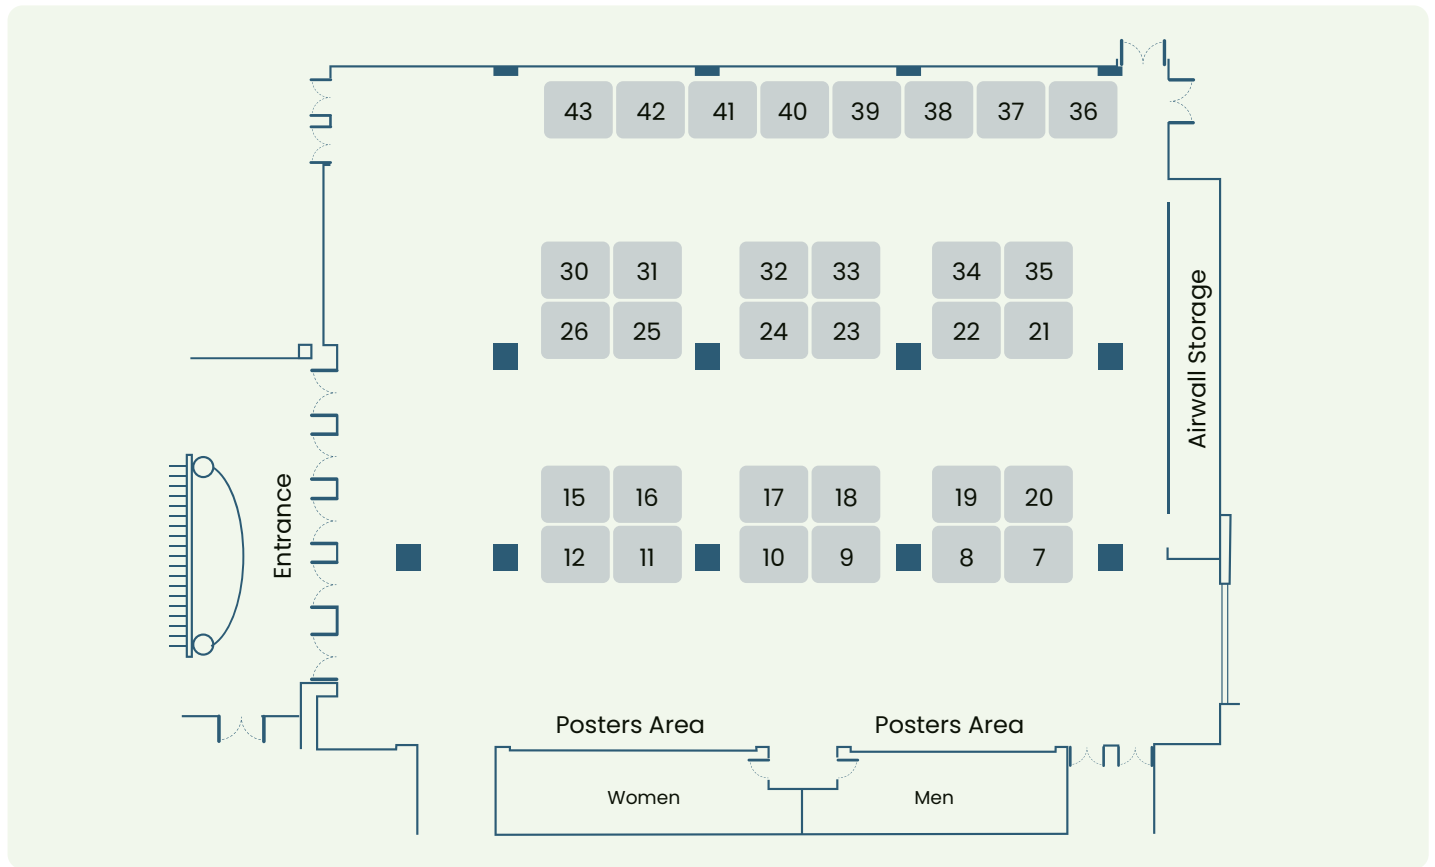 43 42 41 40 39 38 37 36
30 31 32 33 34 35
26 25 24 23 22 21
Airwall Storage
Entrance
15 16 17 18 19 20
12 11 10 9 8 7
Posters Area Posters Area
Women Men